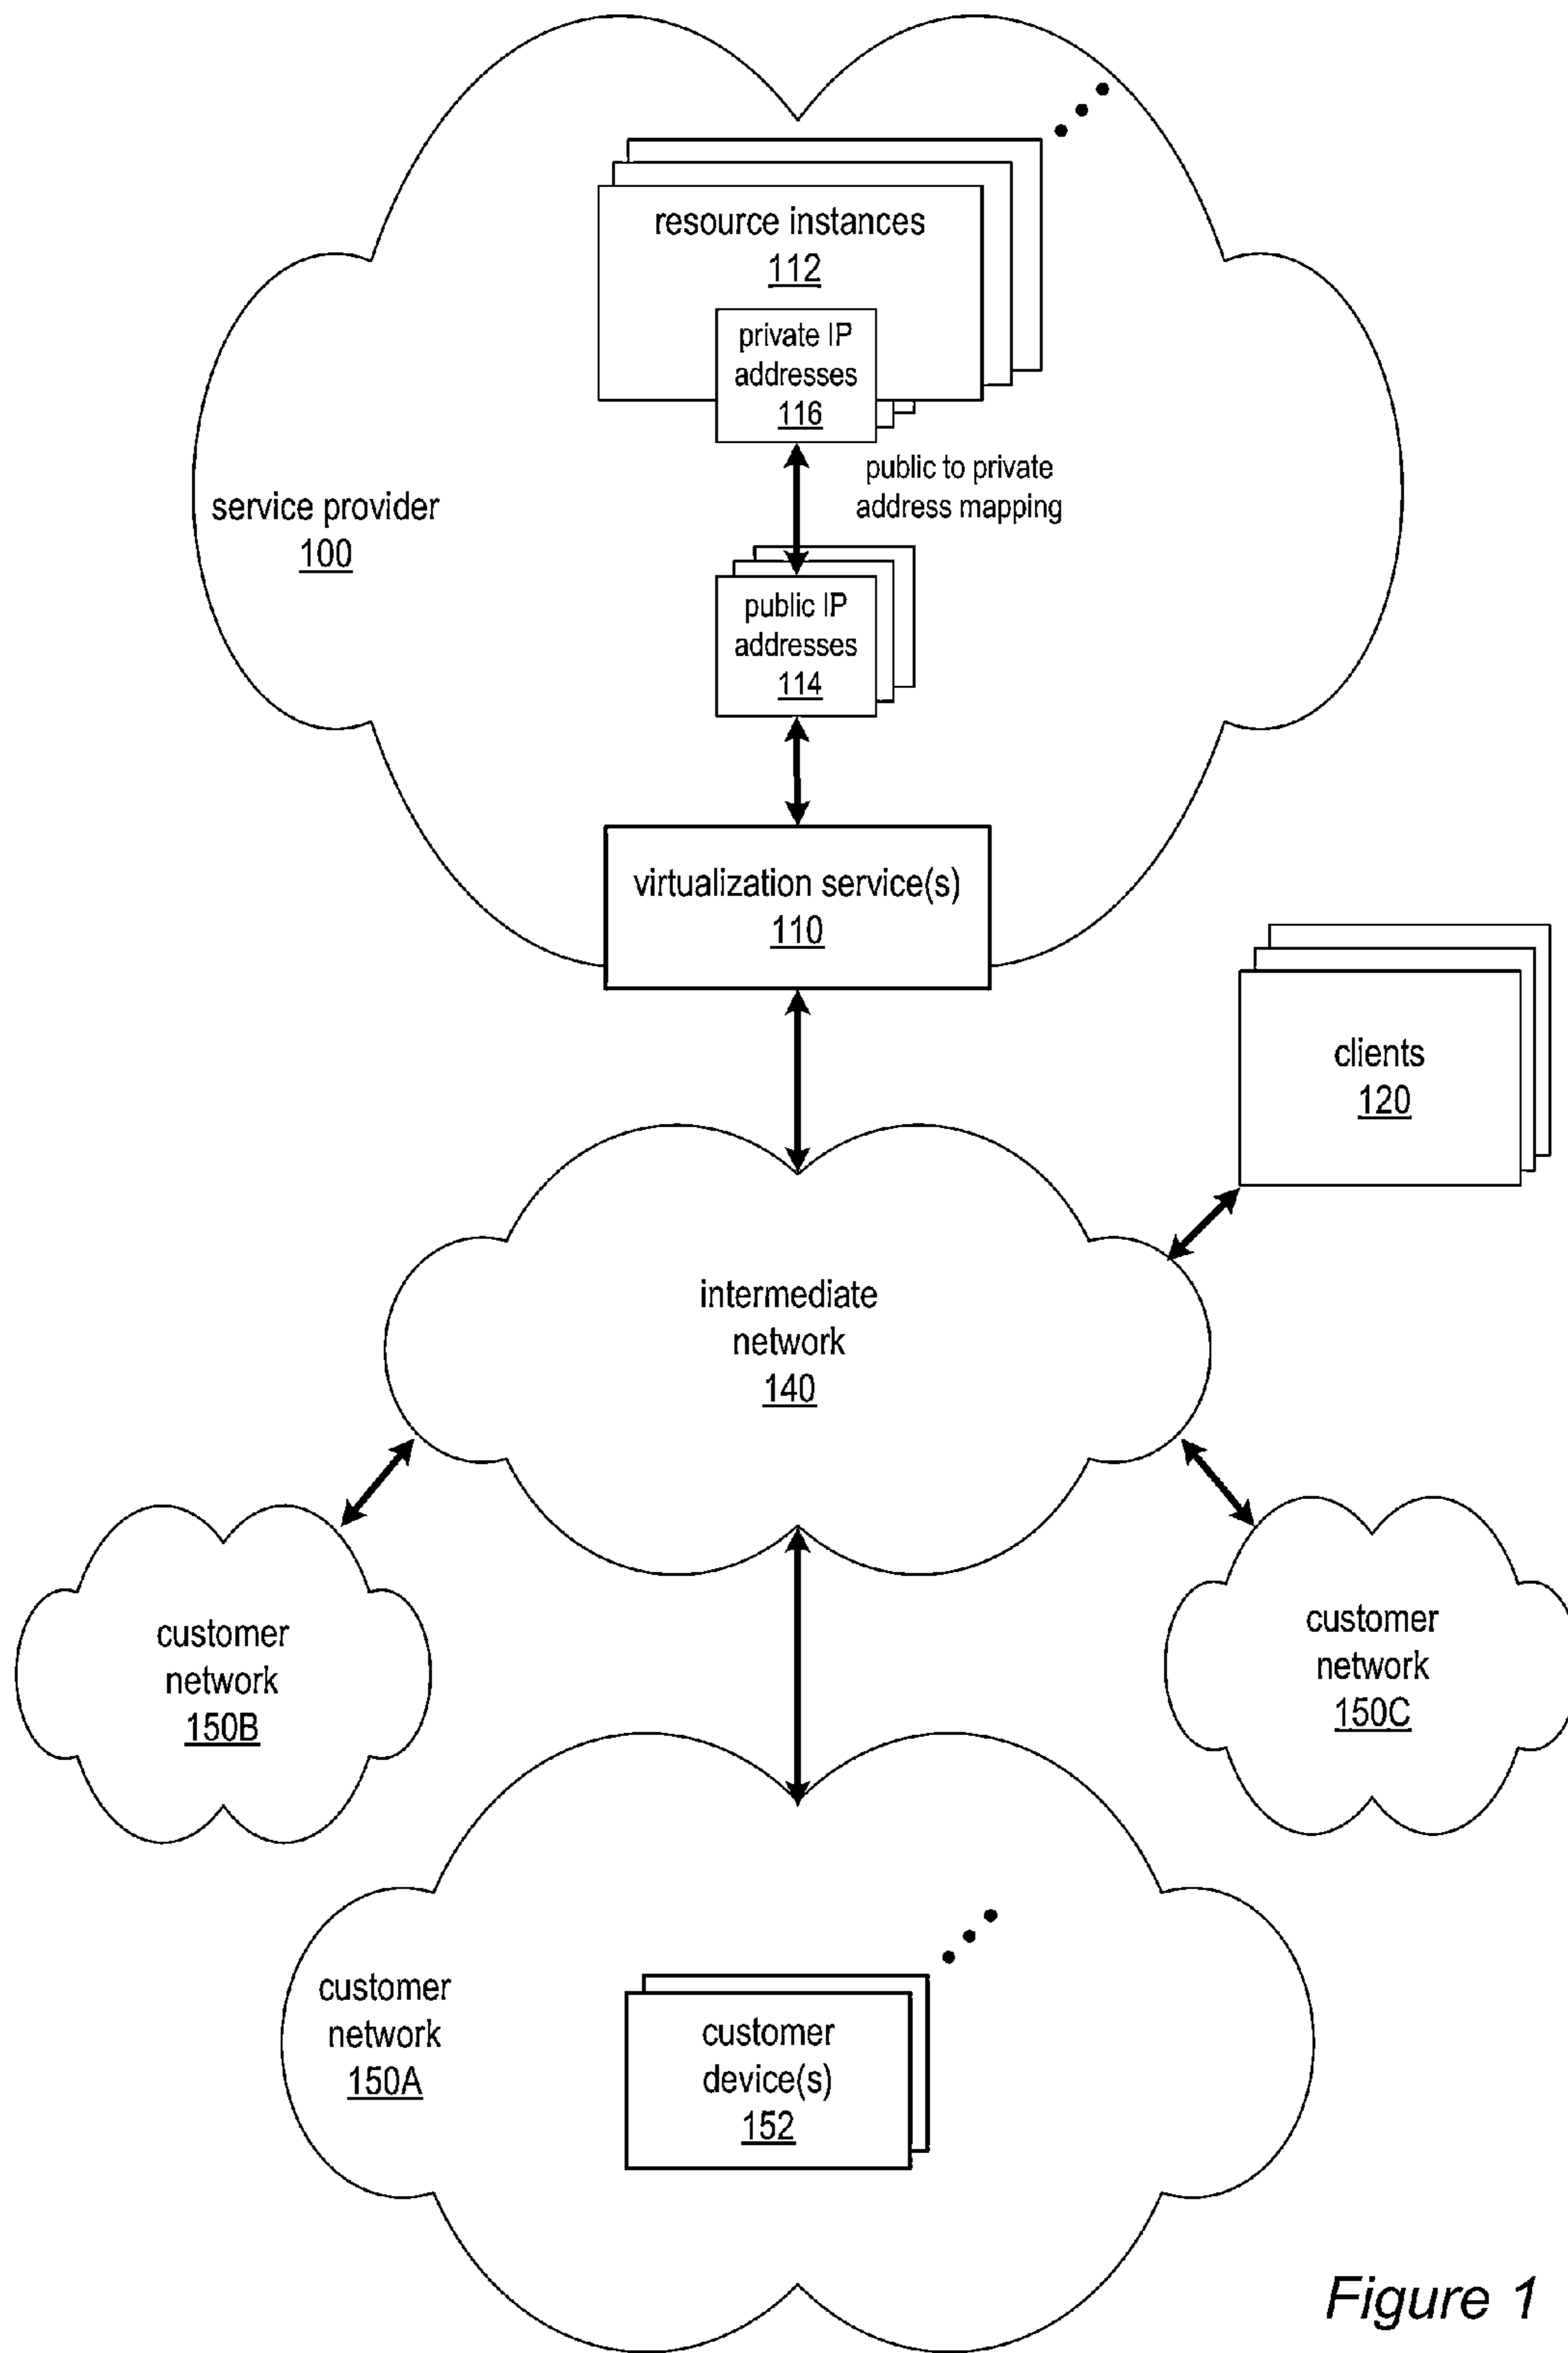 resource instances
112
private IP
addresses
116
public to private
address mapping
service provider
100
public IP
addresses
114
virtualization service(s)
110
clients
120
intermediate
network
140
customer
network
150B
customer
network
150C
customer
network
150A
customer
device(s)
152
Figure 1